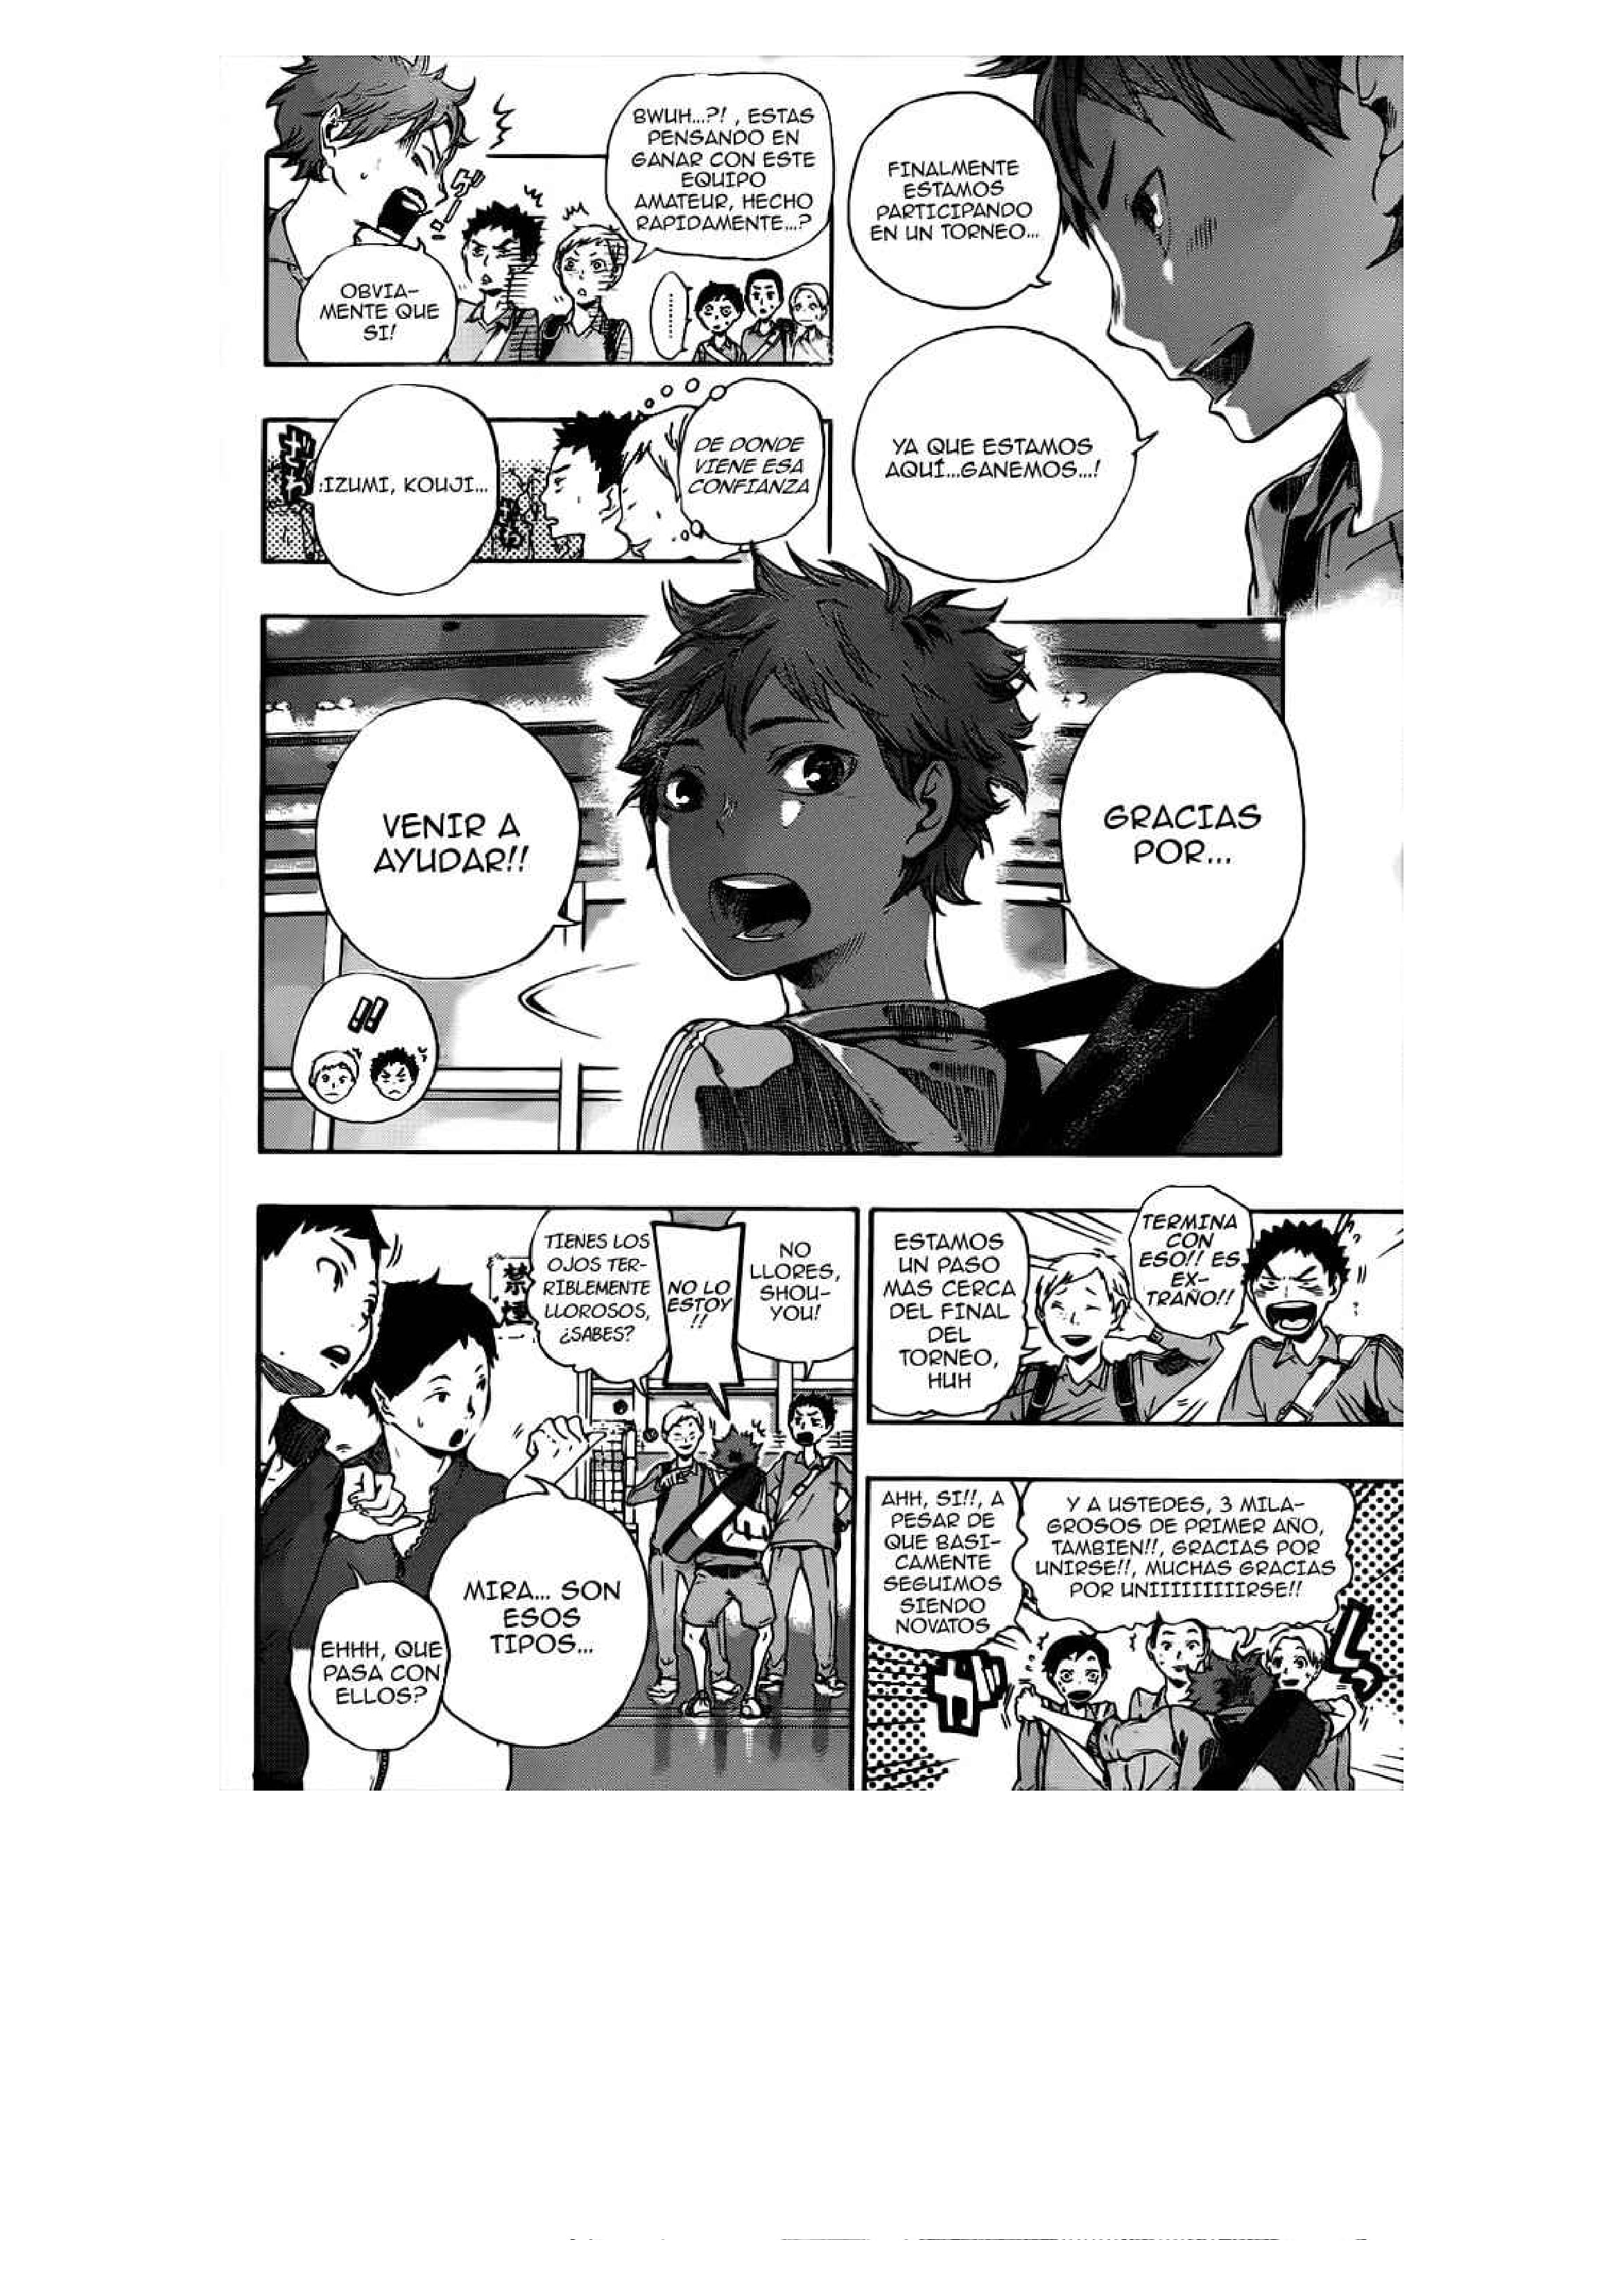 FINALMENTE
ESTAMOS
PARTICIPANDO
EN UN TORNEO...
YA QUE ESTAMOS
AQUÍ...GANEMOS...!
BWUH...?! , ESTAS
PENSANDO EN
GANAR CON ESTE
EQUIPO
AMATEUR, HECHO
RAPIDAMENTE...?
OBVIA-
MENTE QUE
SI!
.........
DE DONDE
VIENE ESA
CONFIANZA
:IZUMI, KOUJI...
GRACIAS
POR...
VENIR A
AYUDAR!!
!!
TERMINA
CON
ESO!! ES
EX-
TRAÑO!!
ESTAMOS
UN PASO
MAS CERCA
DEL FINAL
DEL
TORNEO,
HUH
Y A USTEDES, 3 MILA-
GROSOS DE PRIMER AÑO,
TAMBIEN!!, GRACIAS POR
UNIRSE!!, MUCHAS GRACIAS
POR UNIIIIIIIIIRSE!!
AHH, SI!!, A
PESAR DE
QUE BASI-
CAMENTE
SEGUIMOS
SIENDO
NOVATOS
NO
LLORES,
SHOU-
YOU!
NO LO
ESTOY
!!
TIENES LOS
OJOS TER-
RIBLEMENTE
LLOROSOS,
¿SABES?
禁
煙
MIRA... SON
ESOS
TIPOS...
EHHH, QUE
PASA CON
ELLOS?